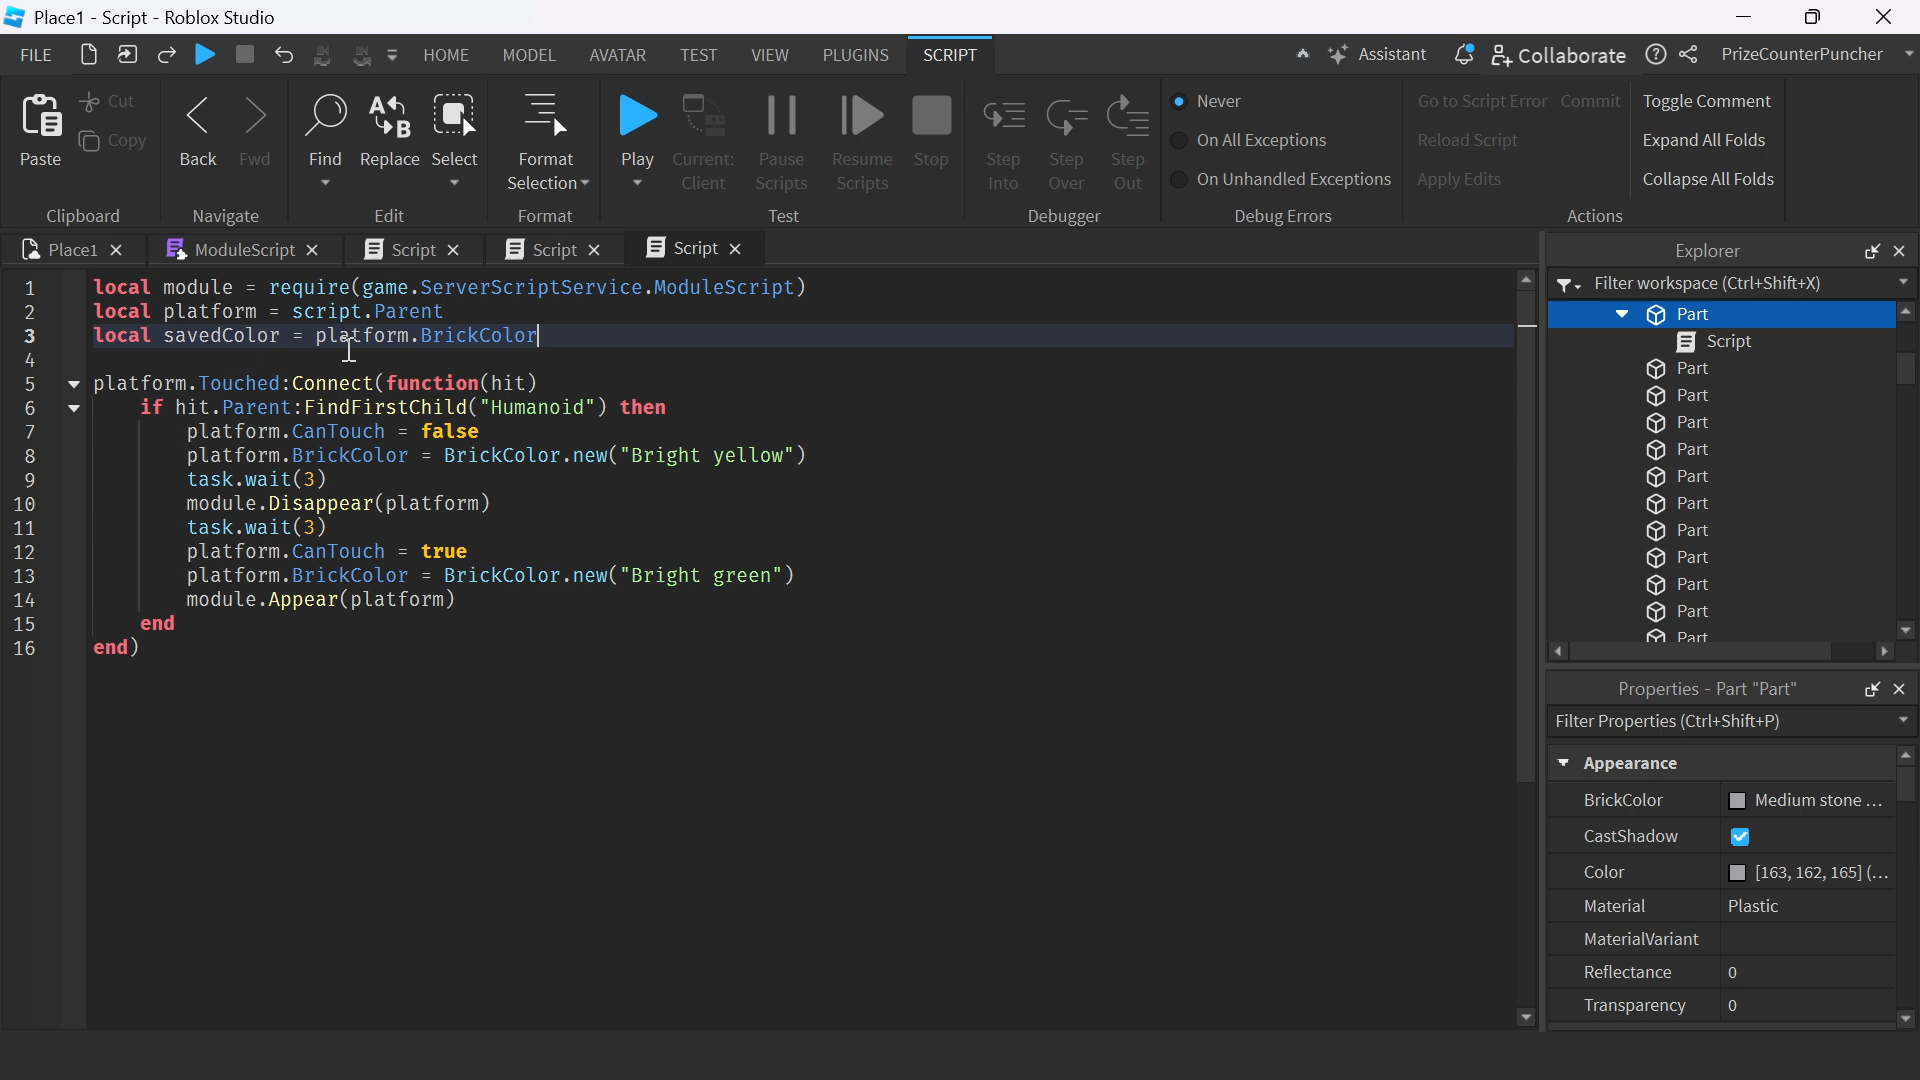 Place1 - Script - Roblox Studio
FILE HOME MODEL AVATAR TEST VIEW PLUGINS SCRIPT Assistant Collaborate PrizeCounterPuncher
Paste Cut Copy Clipboard
Back Fwd Navigate
Find Replace Select Edit
Format Selection Format
Play Current: Client Pause Scripts Resume Scripts Stop Test
Step Into Step Over Step Out Debugger
Never
On All Exceptions
On Unhandled Exceptions
Debug Errors
Go to Script Error Commit
Reload Script
Apply Edits
Toggle Comment
Expand All Folds
Collapse All Folds
Actions
Place1 ModuleScript Script Script Script
1 local module = require(game.ServerScriptService.ModuleScript)
2 local platform = script.Parent
3 local savedColor = platform.BrickColor
4
5 platform.Touched:Connect(function(hit)
6 if hit.Parent:FindFirstChild("Humanoid") then
7 platform.CanTouch = false
8 platform.BrickColor = BrickColor.new("Bright yellow")
9 task.wait(3)
10 module.Disappear(platform)
11 task.wait(3)
12 platform.CanTouch = true
13 platform.BrickColor = BrickColor.new("Bright green")
14 module.Appear(platform)
15 end
16 end)
Explorer
Filter workspace (Ctrl+Shift+X)
Part
Script
Part
Part
Part
Part
Part
Part
Part
Part
Part
Part
Part
Properties - Part "Part"
Filter Properties (Ctrl+Shift+P)
Appearance
BrickColor Medium stone ...
CastShadow
Color [163, 162, 165] (...
Material Plastic
MaterialVariant
Reflectance 0
Transparency 0